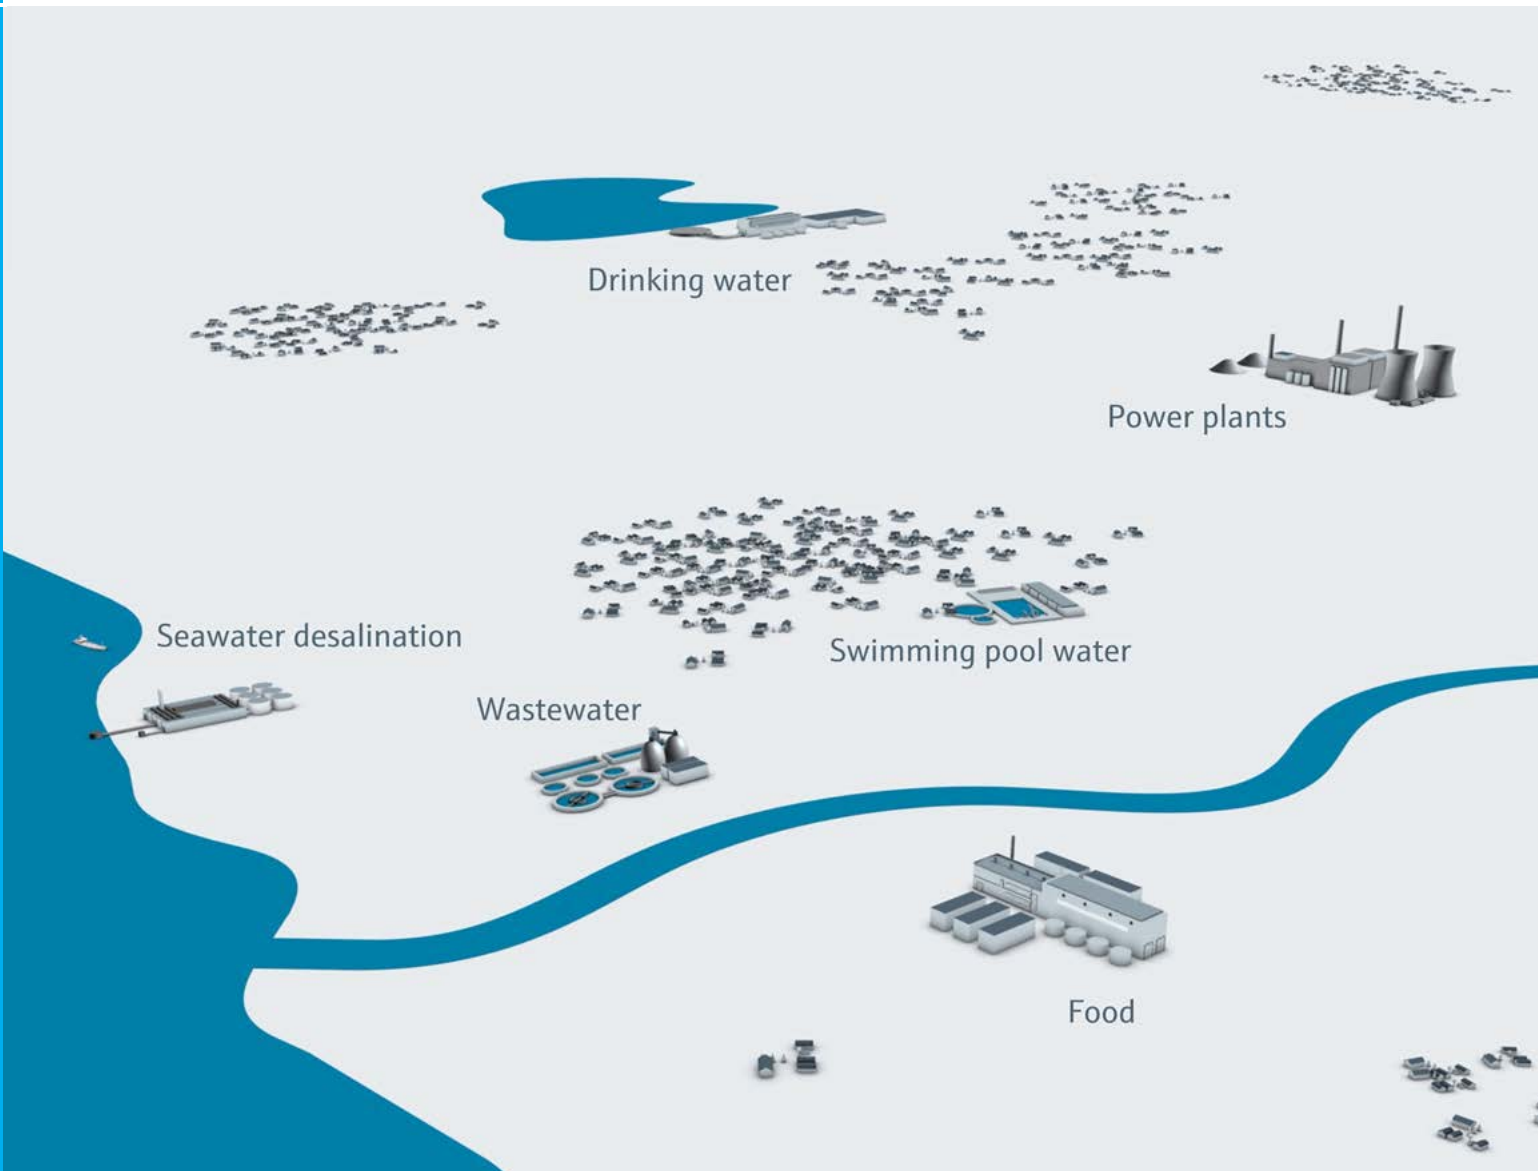 Drinking water
Power plants
Seawater desalination
Swimming pool water
Wastewater
Food